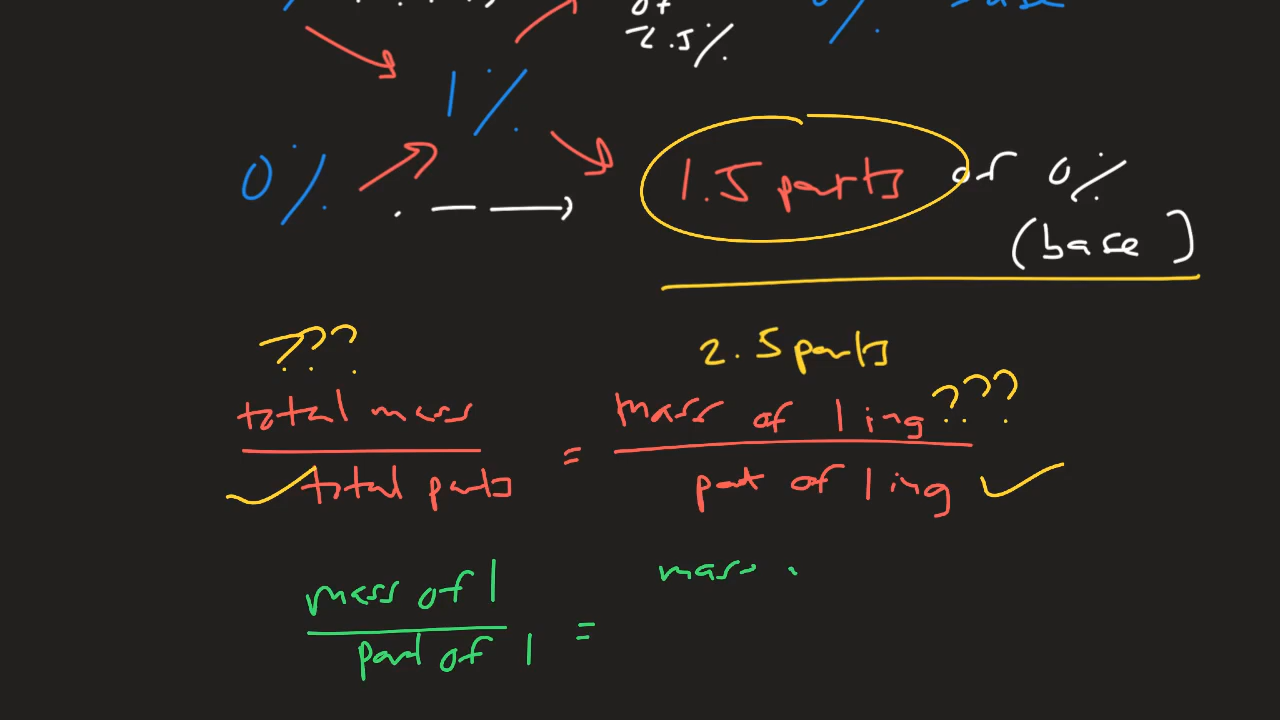 of
2.5%
1%
0% → 1.5 parts of 0%
(base)
2.5 parts
???
total mass = mass of 1 ing ???
total parts part of 1 ing
mass of 1 = mass
part of 1